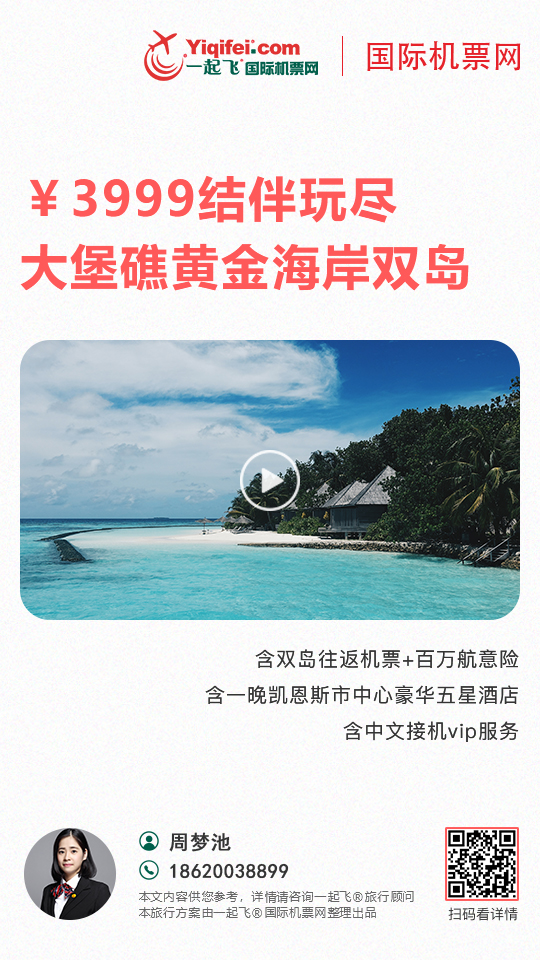 Yiqifei.com
一起飞国际机票网
国际机票网
￥3999结伴玩尽
大堡礁黄金海岸双岛
含双岛往返机票+百万航意险
含一晚凯恩斯市中心豪华五星酒店
含中文接机vip服务
周梦池
18620038899
本文内容供您参考，详情请咨询一起飞®旅行顾问
本旅行方案由一起飞®国际机票网整理出品
扫码看详情